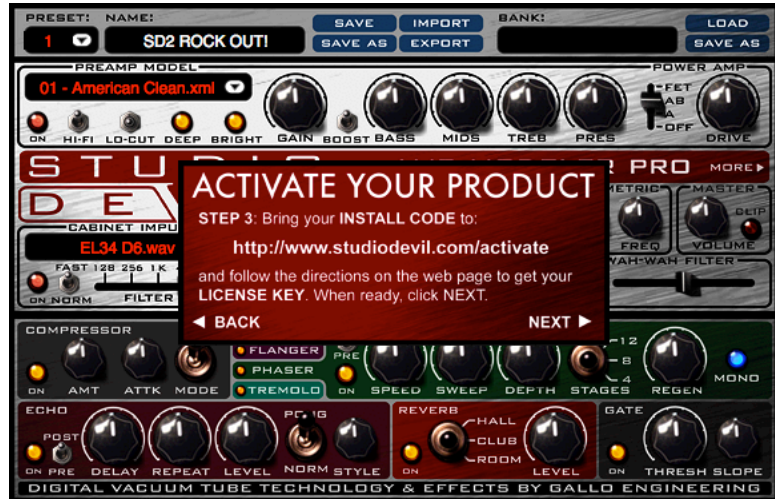 PRESET: NAME: SAVE IMPORT BANK: LOAD
1 SD2 ROCK OUT! SAVE AS EXPORT SAVE AS
PREAMP MODEL POWER AMP
01 - American Clean.xml FET
AB
A
OFF
ON HI-FI LO-CUT DEEP BRIGHT GAIN BOOST BASS MIDS TREB PRES DRIVE
STUDIO PRO MORE
DE
METRIC MASTER
CABINET IMPU CLIP
EL34 D6.wav FREQ VOLUME
FAST 128 256 1K WAH-WAH FILTER
ON NORM FILTER
ACTIVATE YOUR PRODUCT
STEP 3: Bring your INSTALL CODE to:
http://www.studiodevil.com/activate
and follow the directions on the web page to get your
LICENSE KEY. When ready, click NEXT.
BACK NEXT
COMPRESSOR
ON AMT ATTK MODE
FLANGER
PHASER
TREMOLO
PRE
ON SPEED SWEEP DEPTH STAGES REGEN MONO
12
8
4
ECHO
POST PONG
ON PRE DELAY REPEAT LEVEL NORM STYLE
REVERB
HALL
CLUB
ROOM
ON LEVEL
GATE
ON THRESH SLOPE
DIGITAL VACUUM TUBE TECHNOLOGY & EFFECTS BY GALLO ENGINEERING